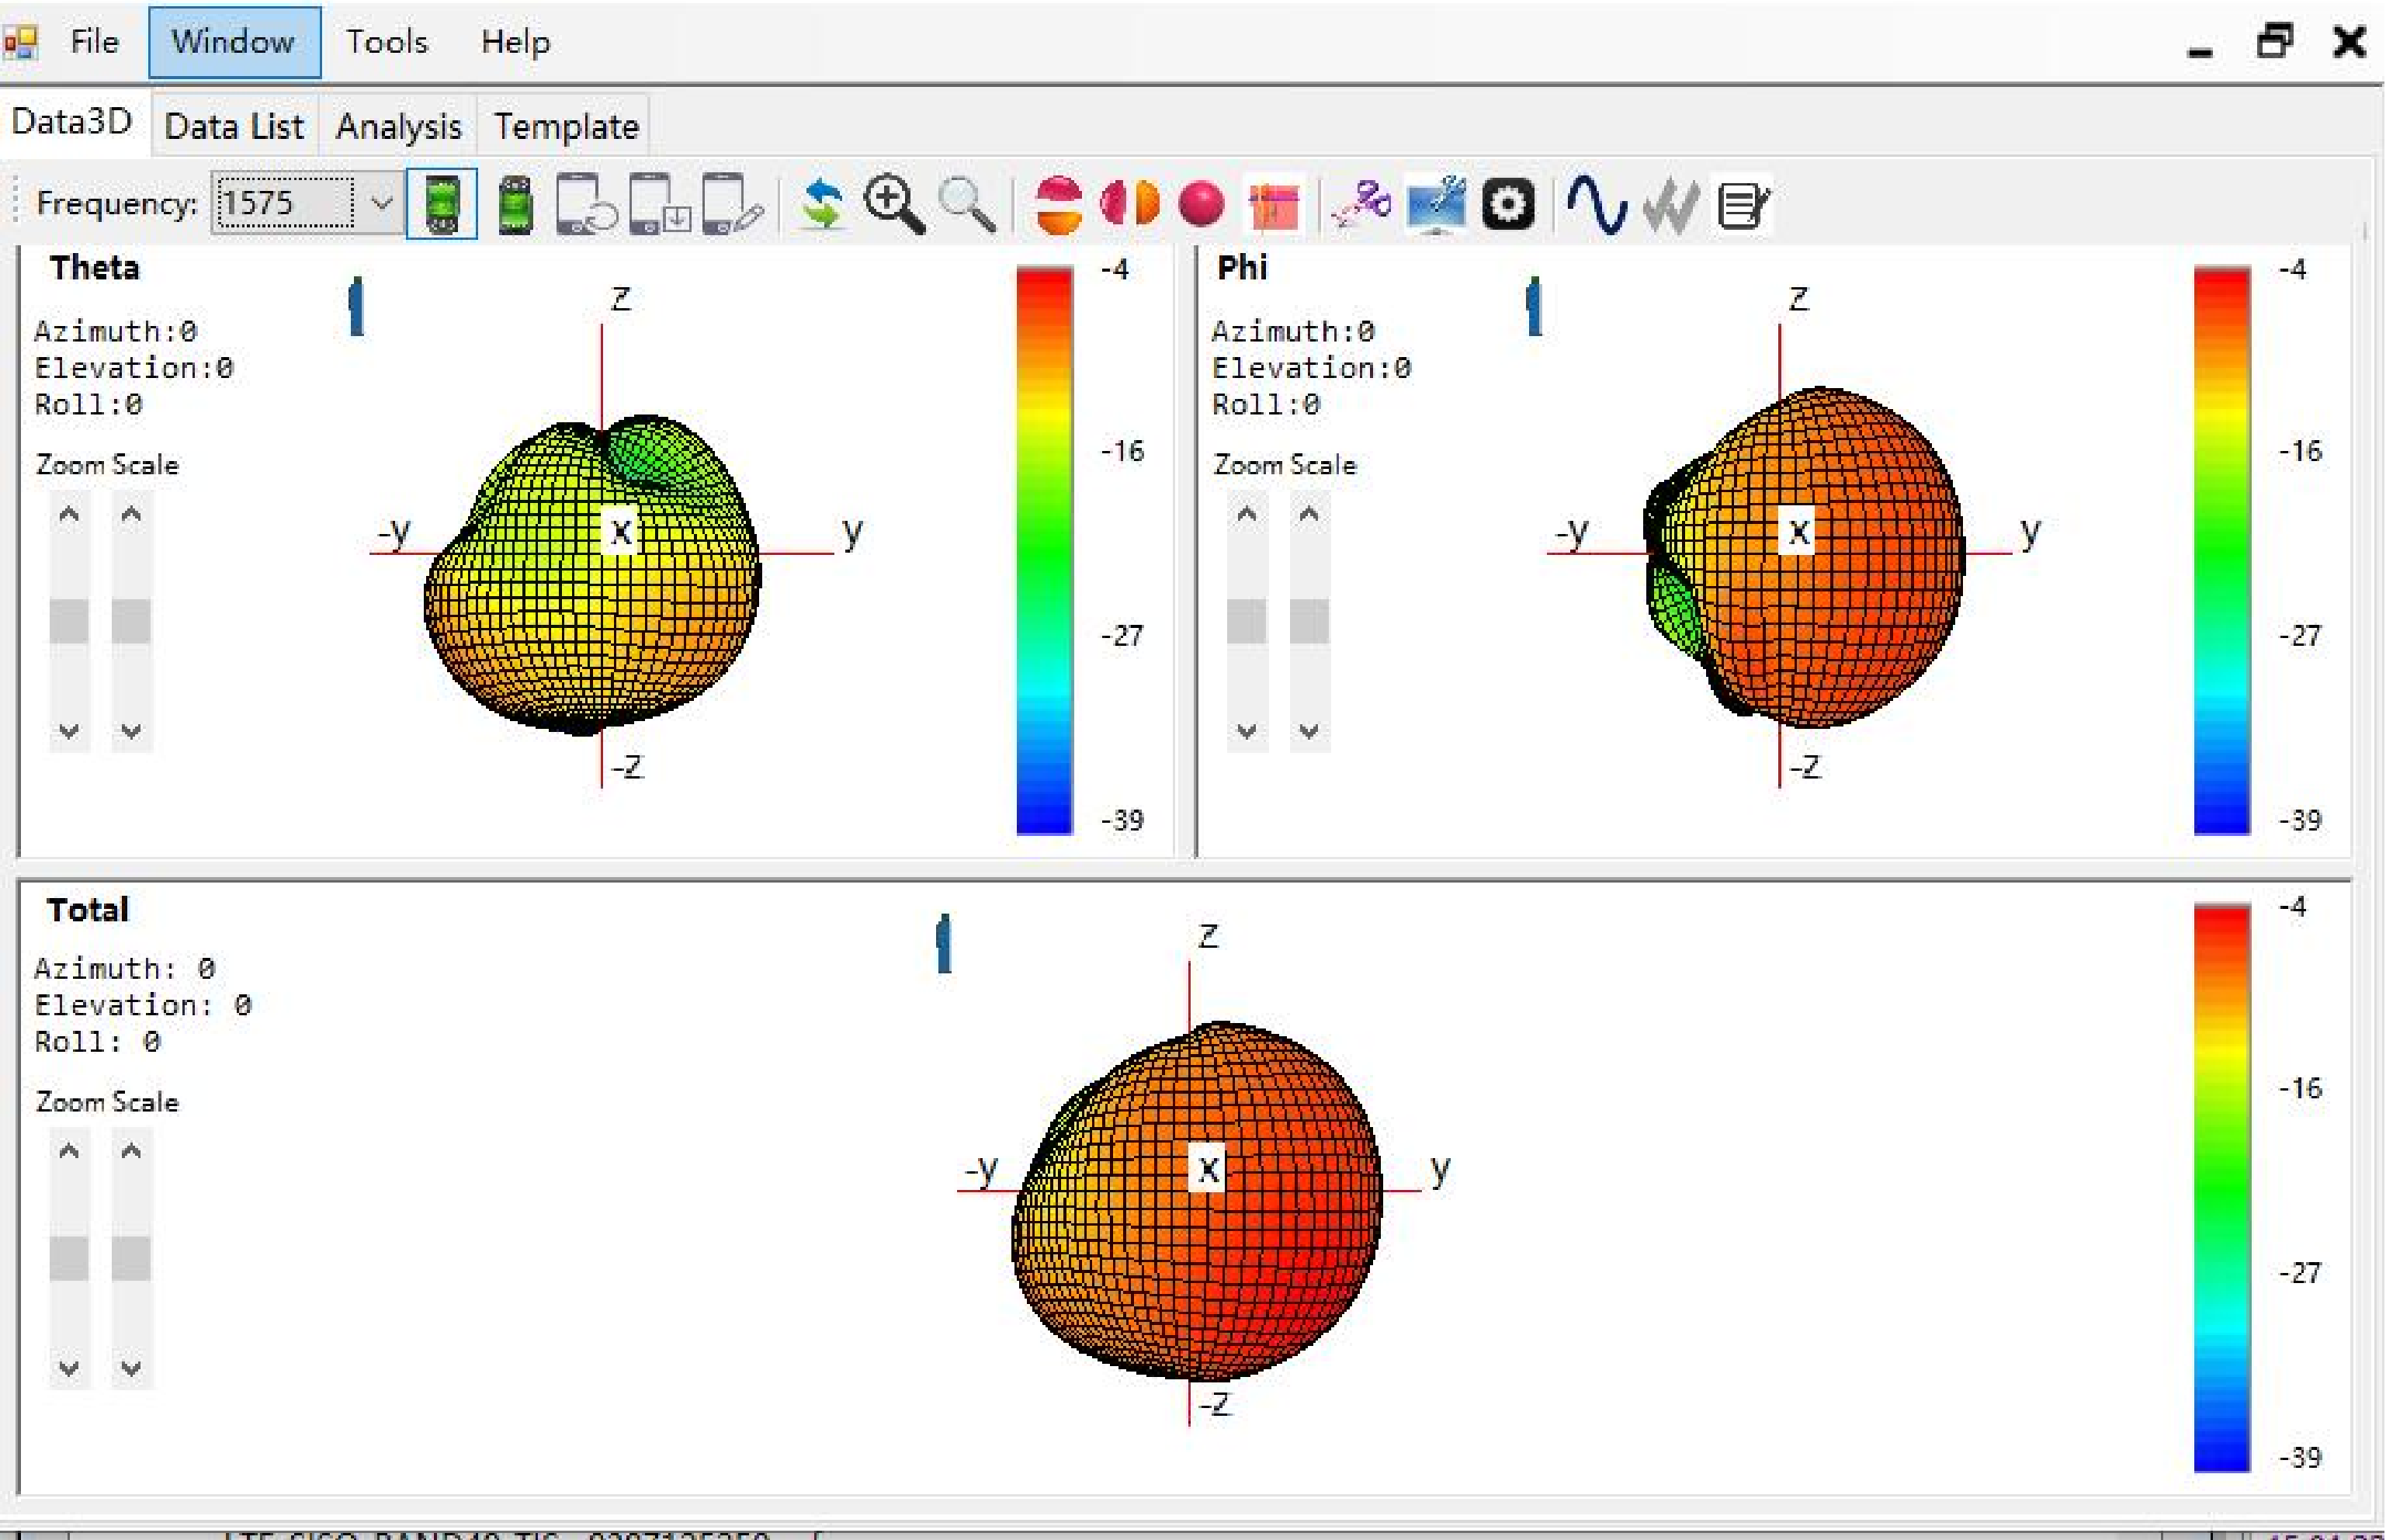 File Window Tools Help
Data3D Data List Analysis Template
Frequency: 1575
Theta
Azimuth:0
Elevation:0
Roll:0
Zoom Scale
z
-y x y
-z
-4
-16
-27
-39
Phi
Azimuth:0
Elevation:0
Roll:0
Zoom Scale
z
-y x y
-z
-4
-16
-27
-39
Total
Azimuth: 0
Elevation: 0
Roll: 0
Zoom Scale
z
-y x y
-z
-4
-16
-27
-39